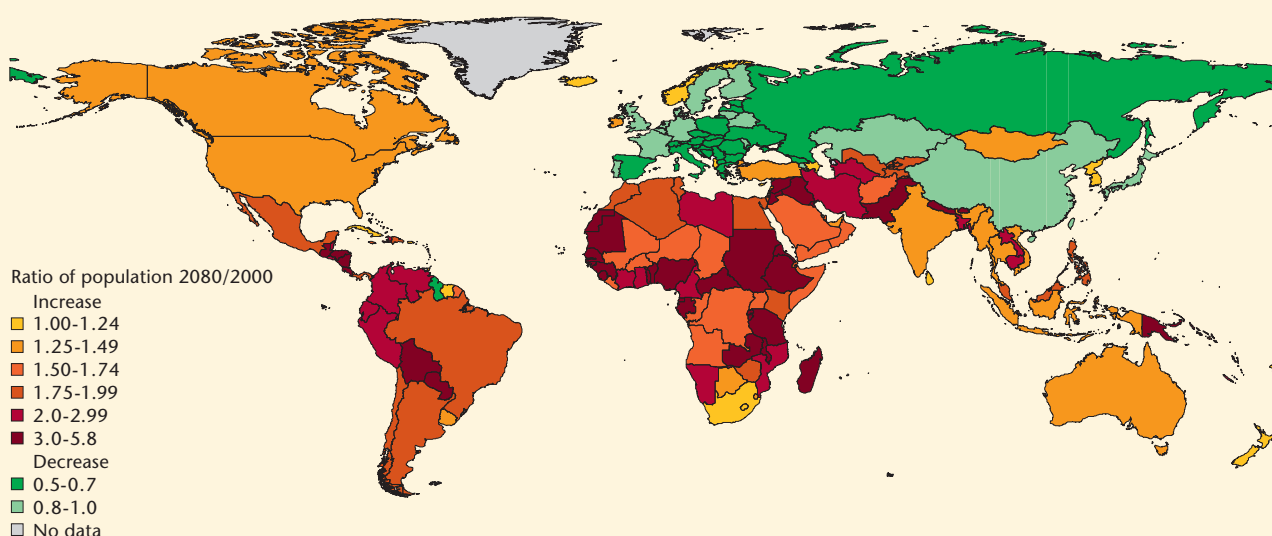 Ratio of population 2080/2000
Increase
1.00-1.24
1.25-1.49
1.50-1.74
1.75-1.99
2.0-2.99
3.0-5.8
Decrease
0.5-0.7
0.8-1.0
No data